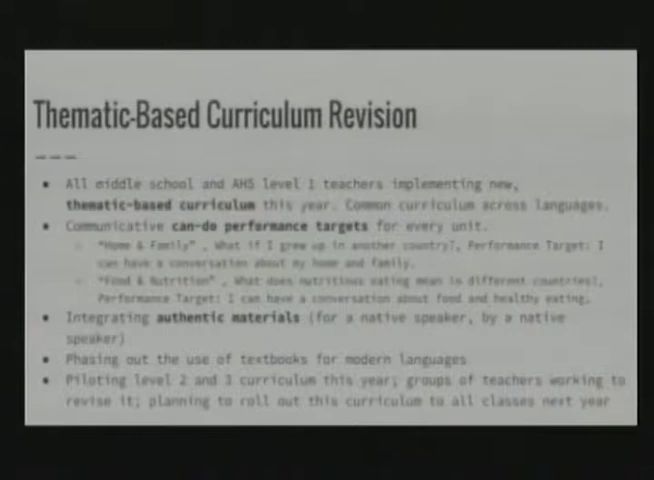 Thematic-Based Curriculum Revision
All middle school and AHS level 1 teachers implementing new,
thematic-based curriculum this year. Common curriculum across languages.
Communicative can-do performance targets for every unit.
"Home & Family" , What if I grew up in another country?, Performance Target: I
can have a conversation about my home and family.
"Food & Nutrition" , What does nutritious eating mean in different countries?,
Performance Target: I can have a conversation about food and healthy eating.
Integrating authentic materials (for a native speaker, by a native
speaker)
Phasing out the use of textbooks for modern languages
Piloting level 2 and 3 curriculum this year; groups of teachers working to
revise it; planning to roll out this curriculum to all classes next year